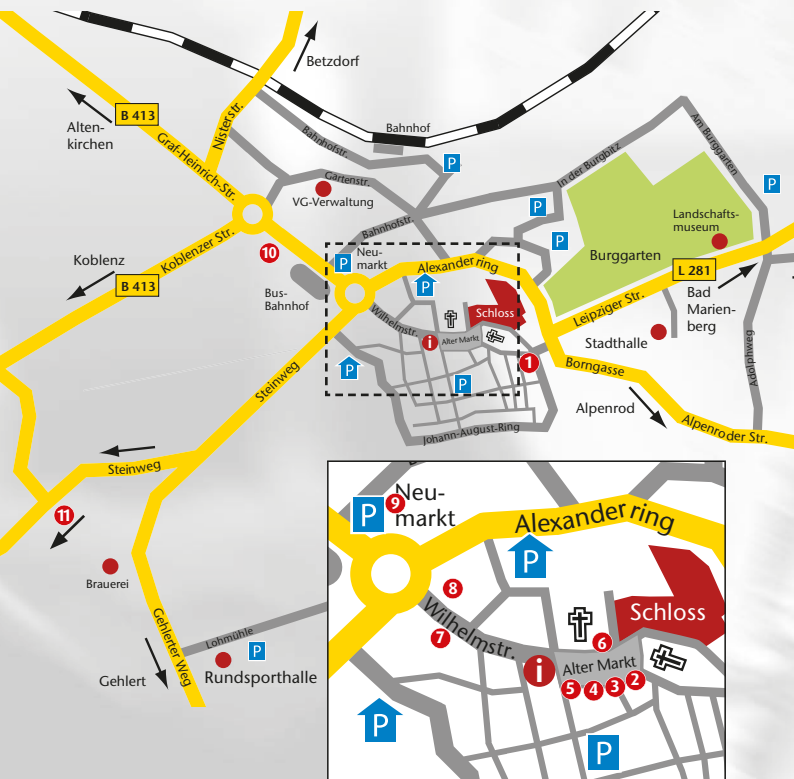 Betzdorf
B 413
Alten-
kirchen
Nisterstr.
Graf-Heinrich-Str.
Bahnhof
Bahnhofstr.
P
Gartenstr.
VG-Verwaltung
In der Burgbitz
Am Burggarten
P
P
Bahnhofstr.
Landschafts-
museum
Koblenzer Str.
10
P
Neu-
markt
P
Burggarten
Koblenz
B 413
Alexanderring
L 281
Bus-
Bahnhof
P
Leipziger Str.
Bad
Marien-
berg
Wilhelmstr.
Schloss
i
Alter Markt
Stadthalle
1
P
P
Borngasse
Adolphweg
Steinweg
Alpenrod
Alpenroder Str.
Johann-August-Ring
Steinweg
11
Brauerei
Gehlerter Weg
Lohmühle
P
Gehlert
Rundsporthalle
9
Neu-
P
markt
Alexanderring
P
8
Wilhelmstr.
7
Schloss
6
i
Alter Markt
5
4
3
2
P
P